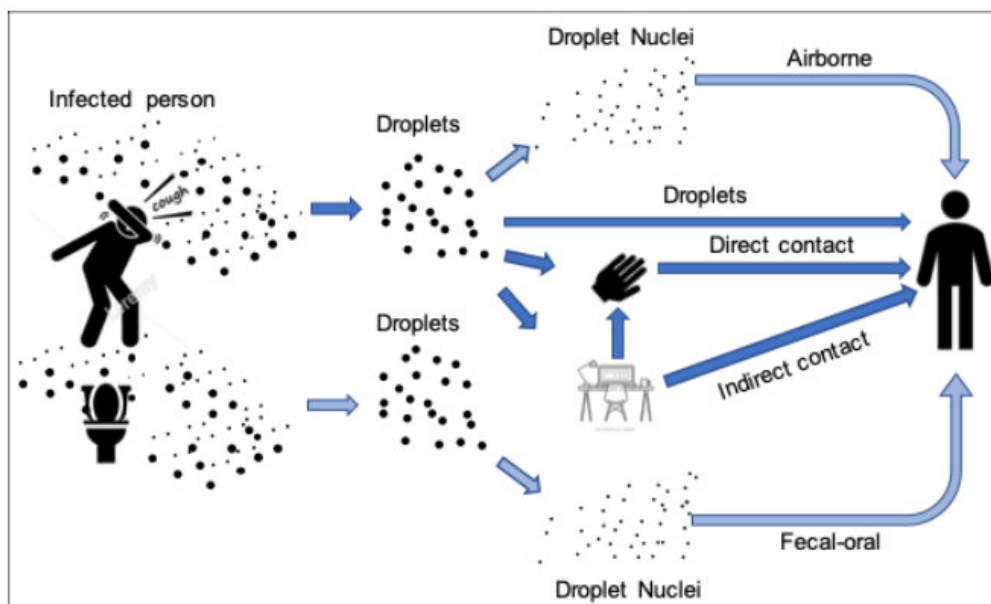 Droplet Nuclei
Airborne
Infected person
Droplets
cough
Droplets
Direct contact
Droplets
Indirect contact
Fecal-oral
Droplet Nuclei